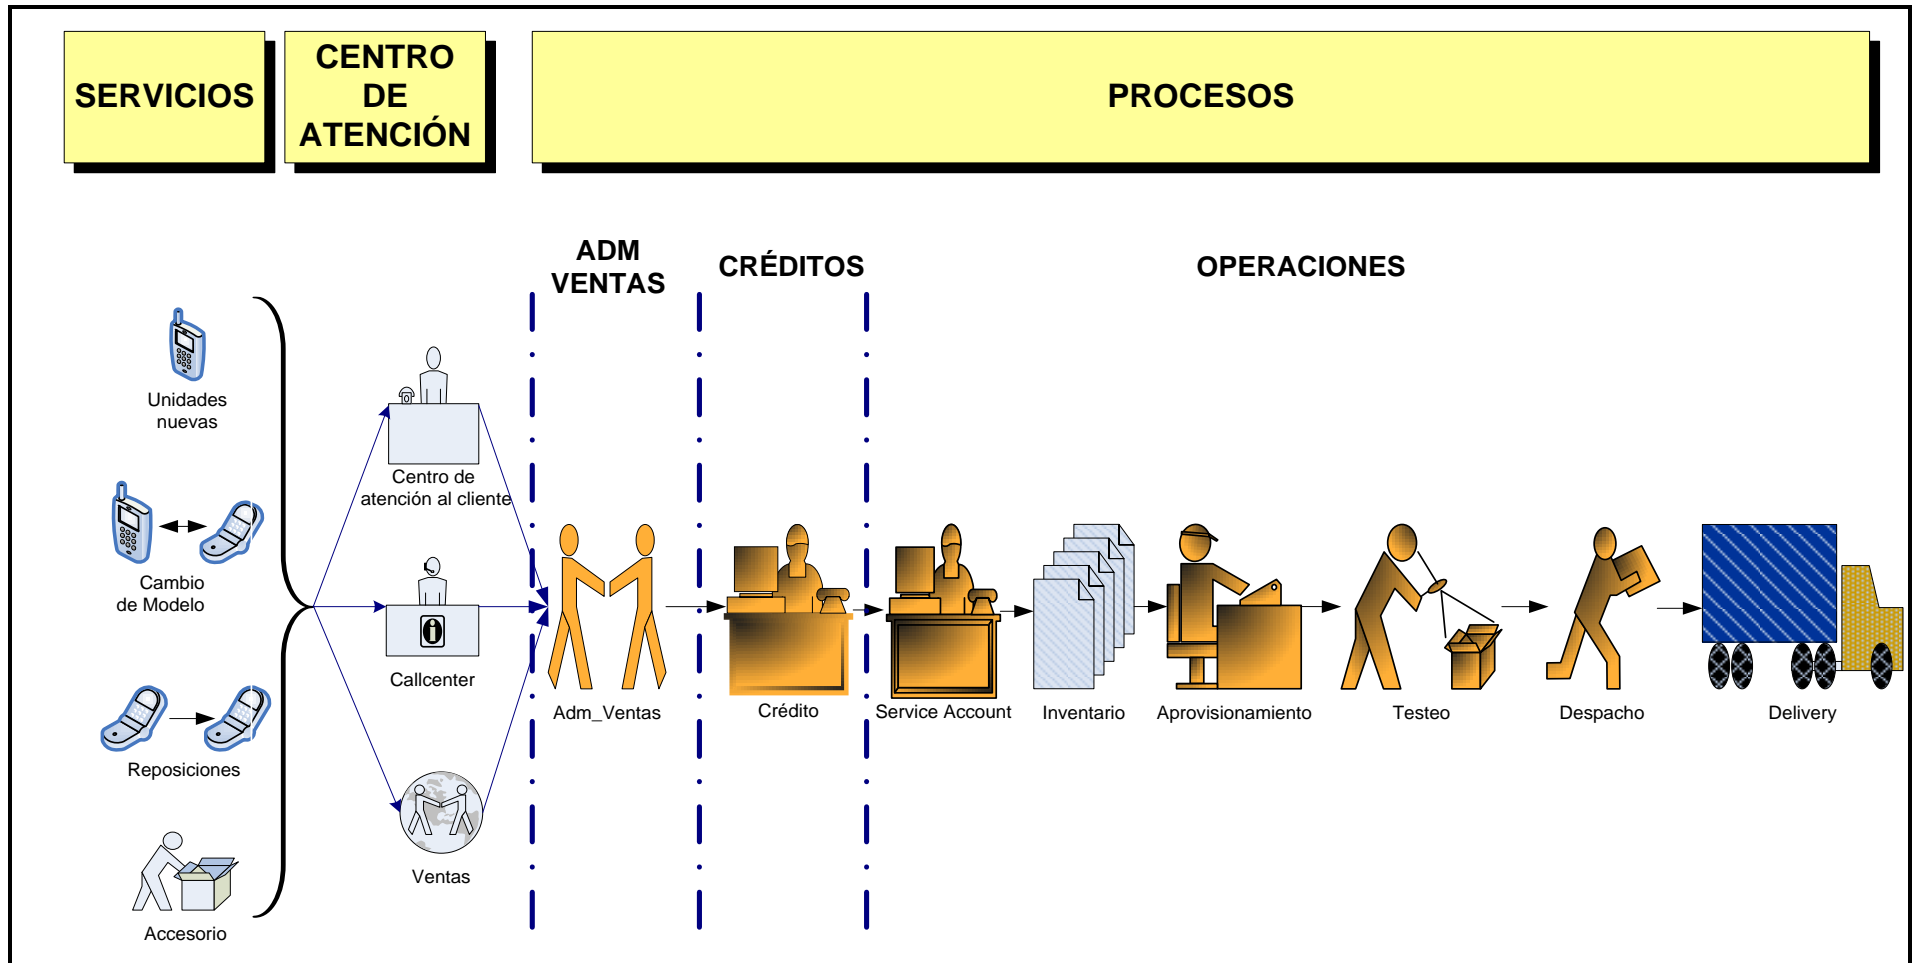 SERVICIOS
CENTRO
DE
ATENCIÓN
PROCESOS
ADM
VENTAS
CRÉDITOS
OPERACIONES
Unidades
nuevas
Cambio
de Modelo
Reposiciones
Accesorio
Centro de
atención al cliente
Callcenter
Ventas
Adm_Ventas
Crédito
Service Account
Inventario
Aprovisionamiento
Testeo
Despacho
Delivery